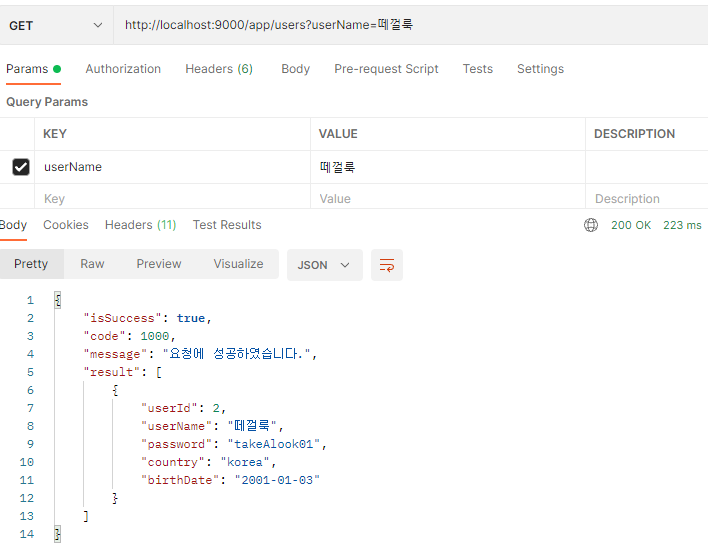 GET http://localhost:9000/app/users?userName=떼껄룩
Params Authorization Headers (6) Body Pre-request Script Tests Settings
Query Params
KEY VALUE DESCRIPTION
userName 떼껄룩
Key Value Description
Body Cookies Headers (11) Test Results 200 OK 223 ms
Pretty Raw Preview Visualize JSON
1 {
2 "isSuccess": true,
3 "code": 1000,
4 "message": "요청에 성공하였습니다.",
5 "result": [
6 {
7 "userId": 2,
8 "userName": "떼껄룩",
9 "password": "takeAlook01",
10 "country": "korea",
11 "birthDate": "2001-01-03"
12 }
13 ]
14 }